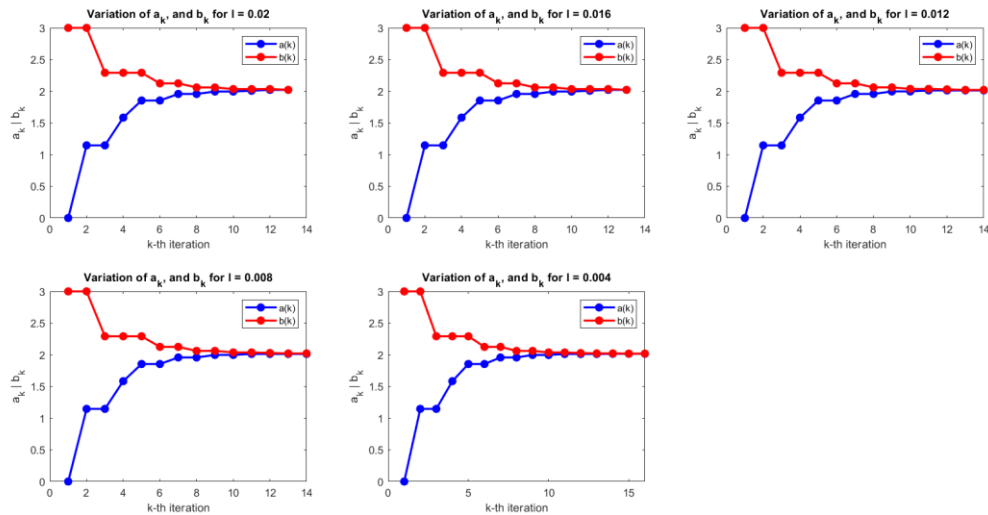 Variation of a_k, and b_k for l = 0.02
3
2.5
2
1.5
1
0.5
0
a_k | b_k
a(k)
b(k)
0 2 4 6 8 10 12 14
k-th iteration
Variation of a_k, and b_k for l = 0.016
3
2.5
2
1.5
1
0.5
0
a_k | b_k
a(k)
b(k)
0 2 4 6 8 10 12 14
k-th iteration
Variation of a_k, and b_k for l = 0.012
3
2.5
2
1.5
1
0.5
0
a_k | b_k
a(k)
b(k)
0 2 4 6 8 10 12 14
k-th iteration
Variation of a_k, and b_k for l = 0.008
3
2.5
2
1.5
1
0.5
0
a_k | b_k
a(k)
b(k)
0 2 4 6 8 10 12 14
k-th iteration
Variation of a_k, and b_k for l = 0.004
3
2.5
2
1.5
1
0.5
0
a_k | b_k
a(k)
b(k)
0 5 10 15
k-th iteration